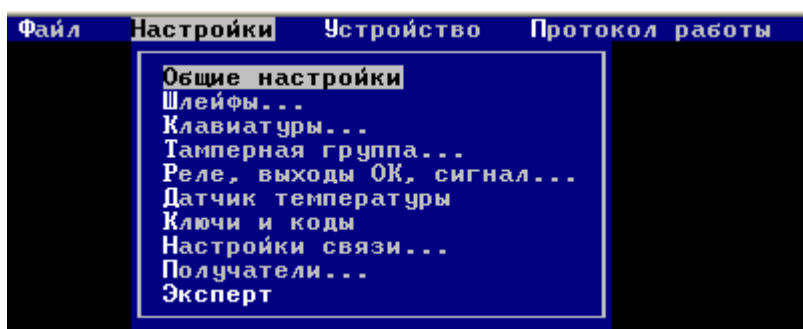 Файл Настройки Устройство Протокол работы
Общие настройки
Шлейфы...
Клавиатуры...
Тамперная группа...
Реле, выходы ОК, сигнал...
Датчик температуры
Ключи и коды
Настройки связи...
Получатели...
Эксперт